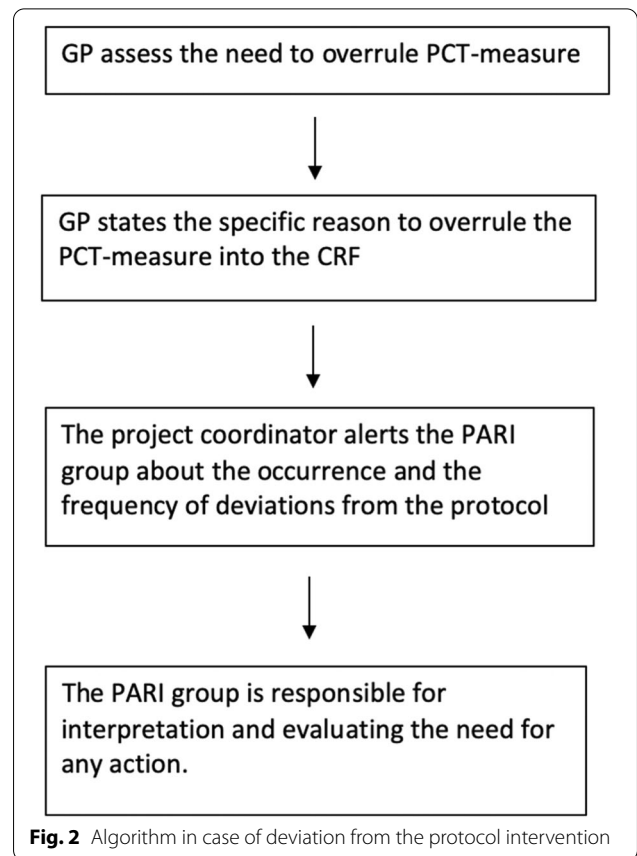 GP assess the need to overrule PCT-measure
GP states the specific reason to overrule the
PCT-measure into the CRF
The project coordinator alerts the PARI
group about the occurrence and the
frequency of deviations from the protocol
The PARI group is responsible for
interpretation and evaluating the need for
any action.
Fig. 2 Algorithm in case of deviation from the protocol intervention